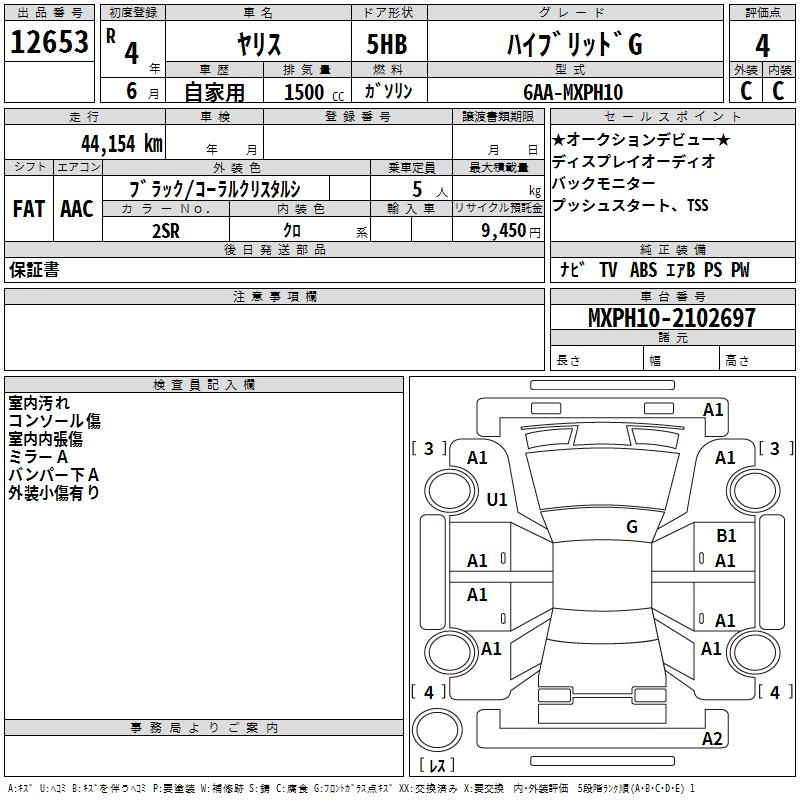 出品番号 初度登録 車名 ドア形状 グレード 評価点
12653 R 4 年 ヤリス 5HB ハイブリッドG 4
車歴 排気量 燃料 型式 外装 内装
6 月 自家用 1500 CC ガソリン 6AA-MXPH10 C C
走行 車検 登録番号 譲渡書類期限
44,154 km 年 月 月 日
シフト エアコン 外装色 乗車定員 最大積載量
FAT AAC ブラック/コーラルクリスタルシ 5 人 kg
カラーNo. 内装色 輸入車 リサイクル預託金
2SR クロ 系 9,450 円
後日発送部品
保証書
セールスポイント
★オークションデビュー★
ディスプレイオーディオ
バックモニター
プッシュスタート、TSS
純正装備
ナビ TV ABS エアB PS PW
注意事項欄
車台番号
MXPH10-2102697
諸元
長さ 幅 高さ
検査員記入欄
室内汚れ
コンソール傷
室内内張傷
ミラーA
バンパー下A
外装小傷有り
事務局よりご案内
A1
[ 3 ] A1 A1 [ 3 ]
U1
G
B1
A1 A1
A1
A1
A1 A1
[ 4 ] [ 4 ]
A2
[ レス ]
A:キズ U:ヘコミ B:キズを伴うヘコミ P:要塗装 W:補修跡 S:錆 C:腐食 G:フロントガラス点キズ XX:交換済み X:要交換 内・外装評価 5段階ランク順(A・B・C・D・E) 1